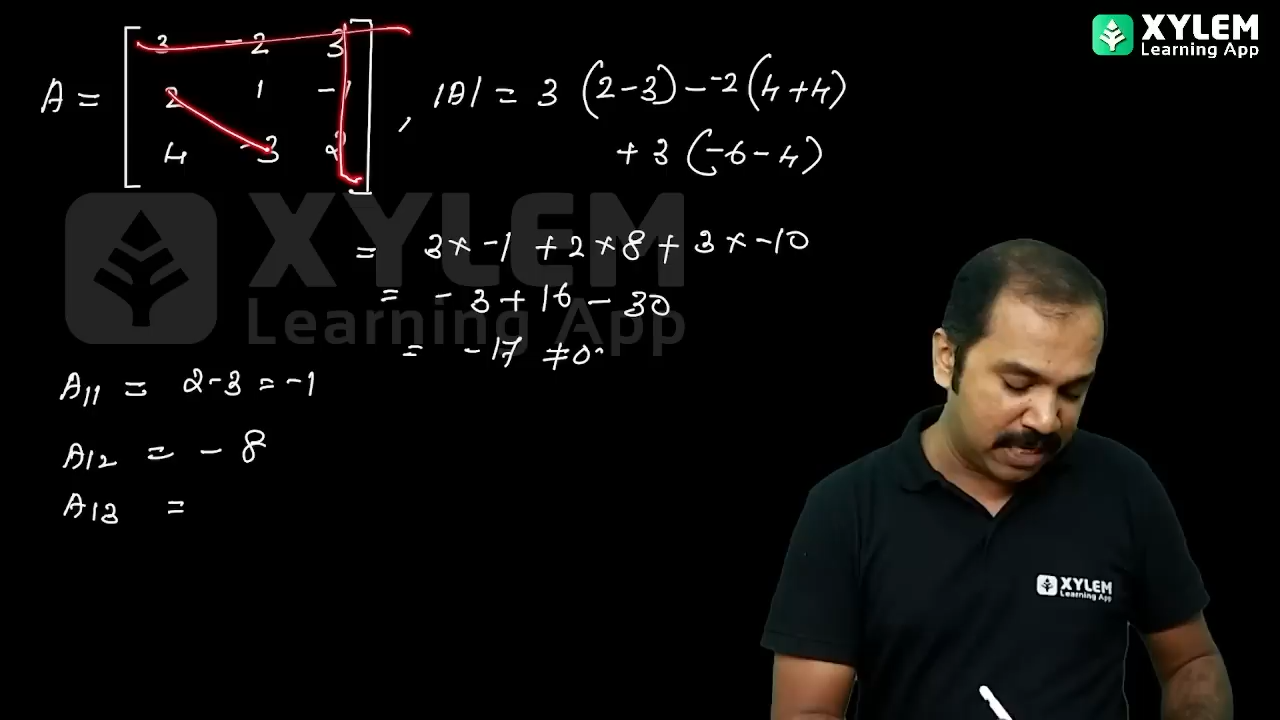 XYLEM
Learning App
A = [ 3 -2 3
2 1 -1
4 -3 2 ] , |A| = 3 (2-3) - -2 (4+4)
+ 3 (-6-4)
= 3 × -1 + 2 × 8 + 3 × -10
= -3 + 16 - 30
= -17 ≠ 0
A11 = 2-3 = -1
A12 = -8
A13 =
XYLEM
Learning App
XYLEM
Learning App